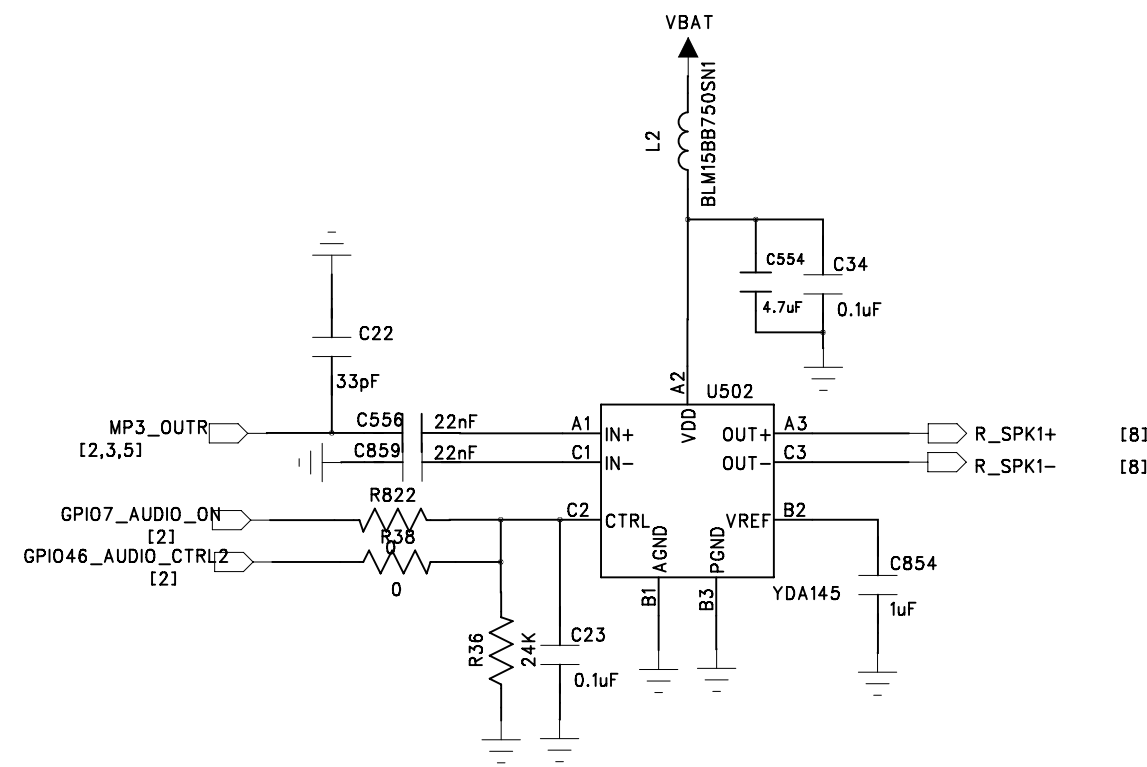 VBAT
L2
BLM15BB750SN1
C554
4.7uF
C34
0.1uF
C22
33pF
MP3_OUTR
[2,3,5]
C556
22nF
C859
22nF
A1
C1
A2
U502
IN+
IN-
VDD
OUT+
OUT-
A3
C3
R_SPK1+
[8]
R_SPK1-
[8]
GPIO7_AUDIO_ON
[2]
R822
0
GPIO46_AUDIO_CTRL2
[2]
R38
0
C2
CTRL
AGND
PGND
VREF
B2
B1
B3
YDA145
C854
1uF
R36
24K
C23
0.1uF